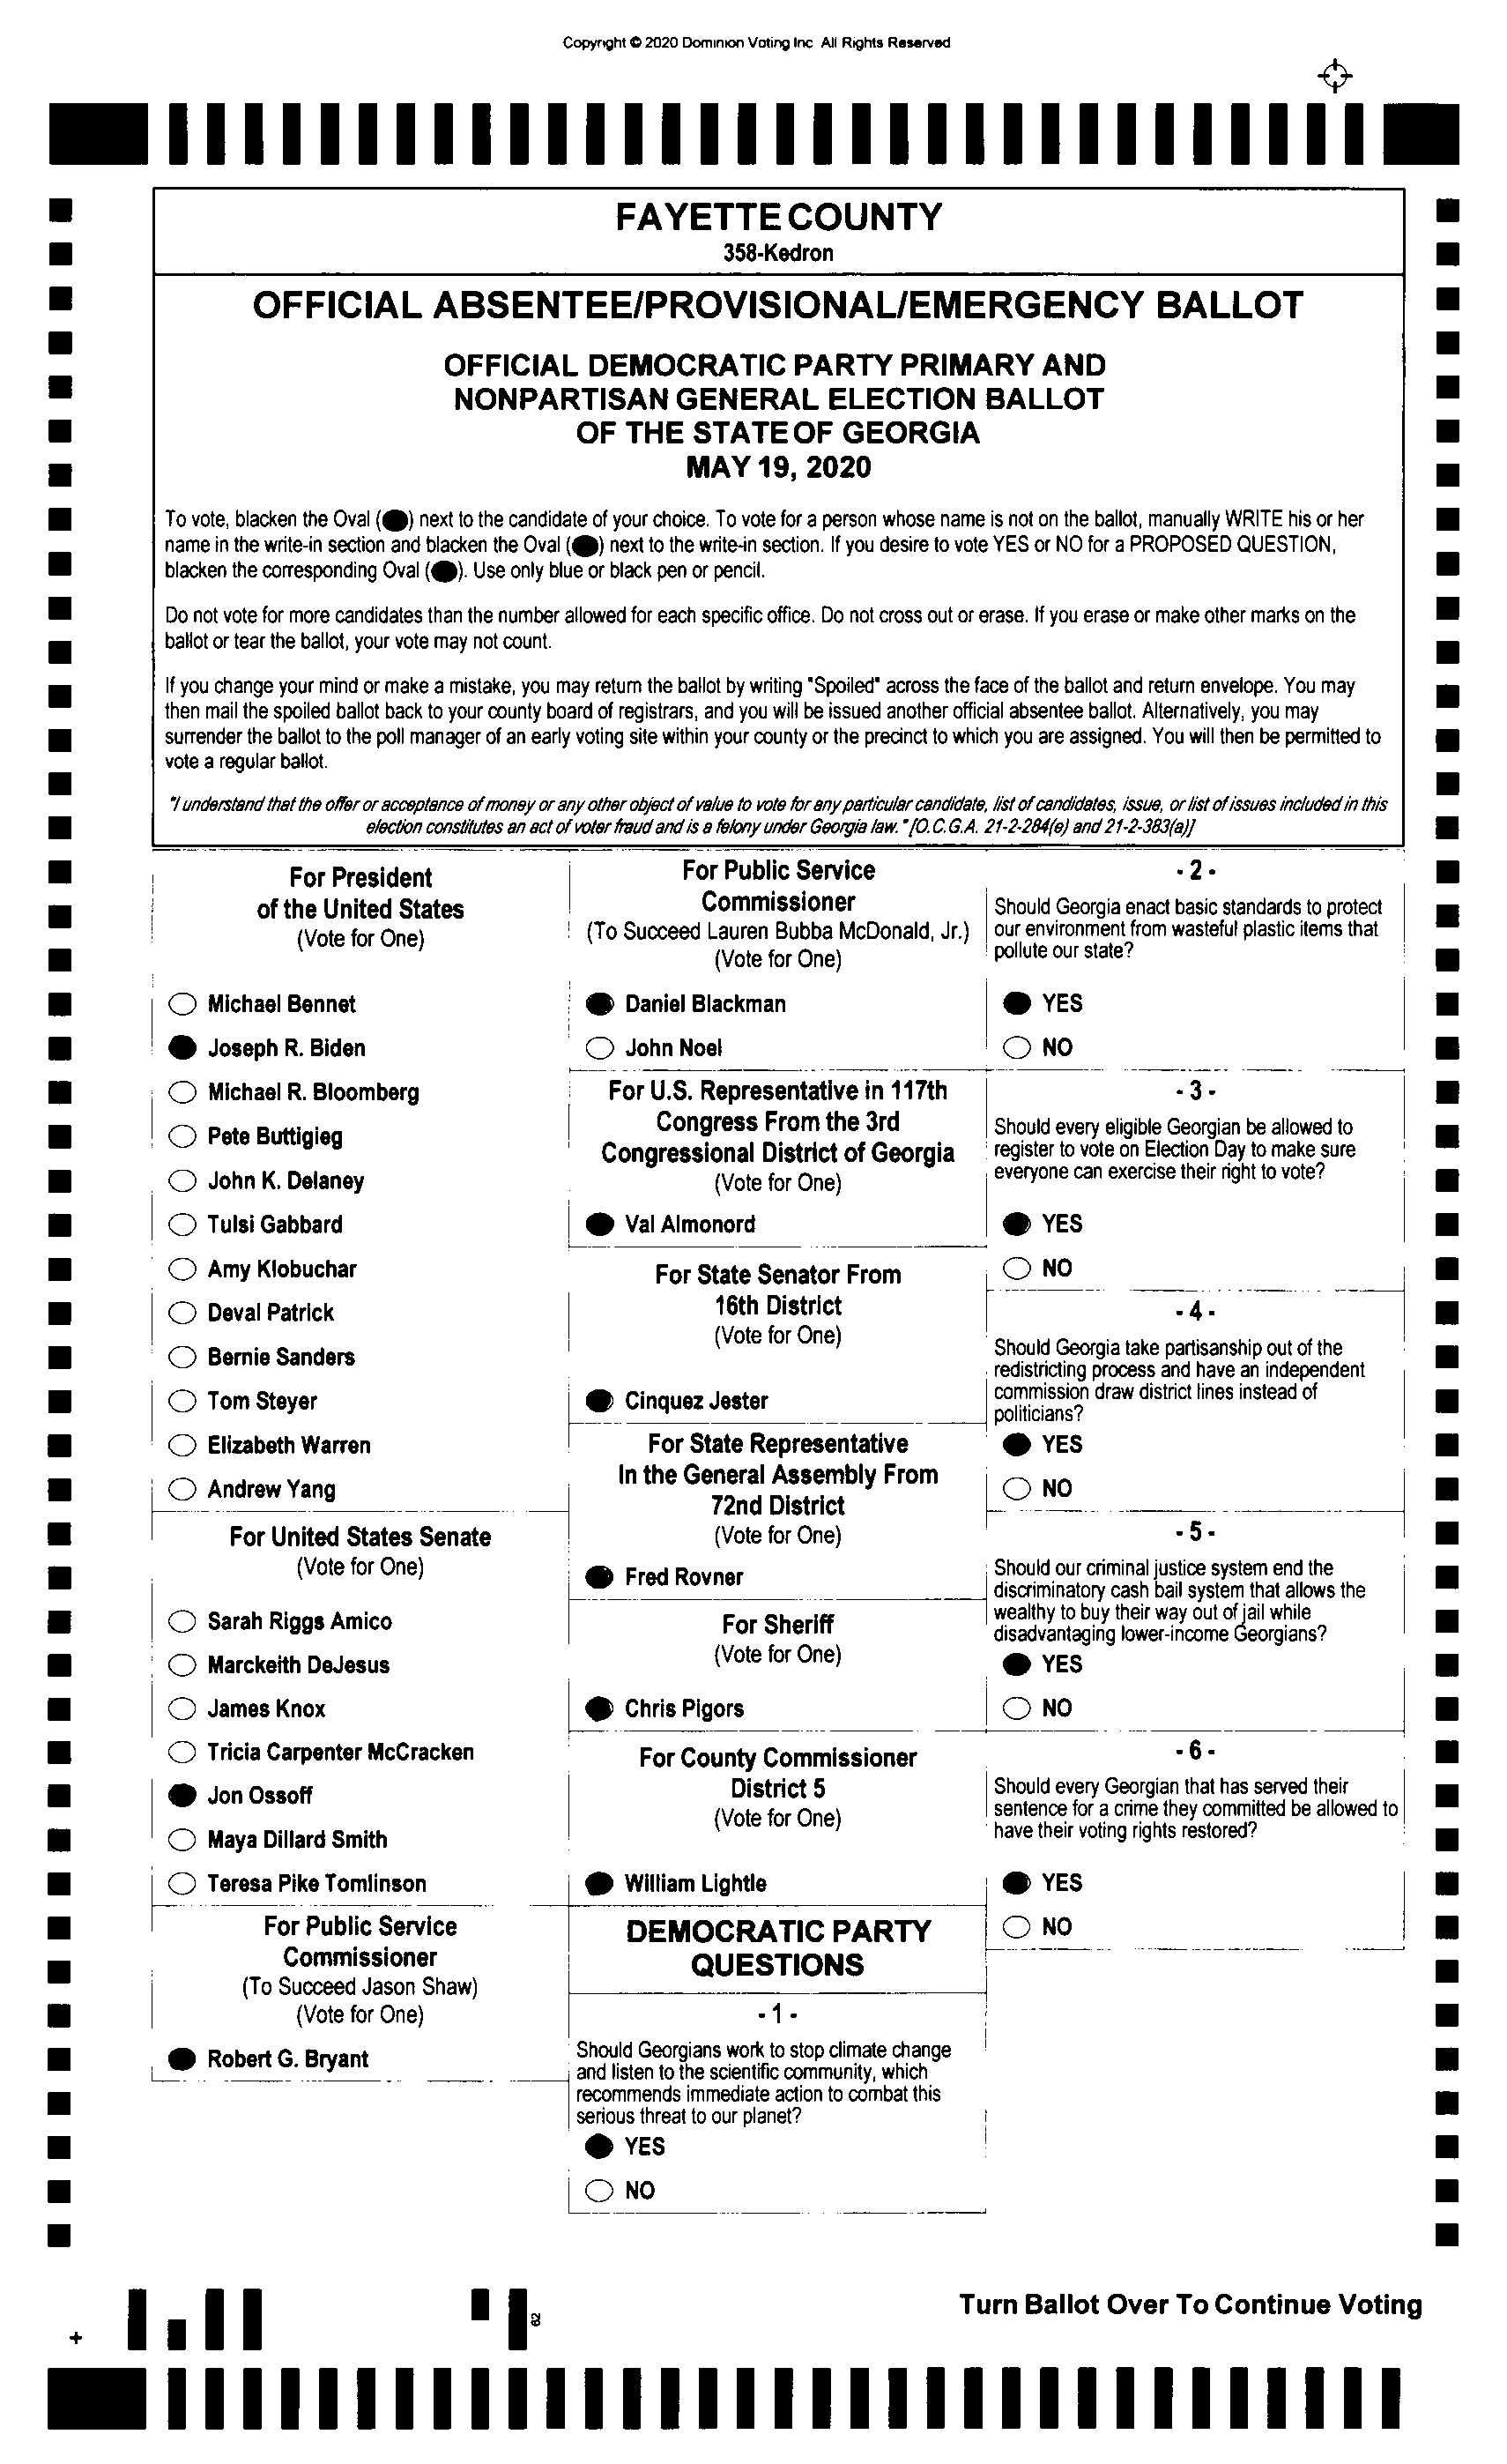 Copyright © 2020 Dominion Voting Inc All Rights Reserved
FAYETTE COUNTY
358-Kedron
OFFICIAL ABSENTEE/PROVISIONAL/EMERGENCY BALLOT
OFFICIAL DEMOCRATIC PARTY PRIMARY AND
NONPARTISAN GENERAL ELECTION BALLOT
OF THE STATE OF GEORGIA
MAY 19, 2020
To vote, blacken the Oval (●) next to the candidate of your choice. To vote for a person whose name is not on the ballot, manually WRITE his or her
name in the write-in section and blacken the Oval (●) next to the write-in section. If you desire to vote YES or NO for a PROPOSED QUESTION,
blacken the corresponding Oval (●). Use only blue or black pen or pencil.
Do not vote for more candidates than the number allowed for each specific office. Do not cross out or erase. If you erase or make other marks on the
ballot or tear the ballot, your vote may not count.
If you change your mind or make a mistake, you may return the ballot by writing "Spoiled" across the face of the ballot and return envelope. You may
then mail the spoiled ballot back to your county board of registrars, and you will be issued another official absentee ballot. Alternatively, you may
surrender the ballot to the poll manager of an early voting site within your county or the precinct to which you are assigned. You will then be permitted to
vote a regular ballot.
"I understand that the offer or acceptance of money or any other object of value to vote for any particular candidate, list of candidates, issue, or list of issues included in this
election constitutes an act of voter fraud and is a felony under Georgia law." [O.C.G.A. 21-2-284(e) and 21-2-383(a)]
For President
of the United States
(Vote for One)
Michael Bennet
Joseph R. Biden
Michael R. Bloomberg
Pete Buttigieg
John K. Delaney
Tulsi Gabbard
Amy Klobuchar
Deval Patrick
Bernie Sanders
Tom Steyer
Elizabeth Warren
Andrew Yang
For United States Senate
(Vote for One)
Sarah Riggs Amico
Marckeith DeJesus
James Knox
Tricia Carpenter McCracken
Jon Ossoff
Maya Dillard Smith
Teresa Pike Tomlinson
For Public Service
Commissioner
(To Succeed Jason Shaw)
(Vote for One)
Robert G. Bryant
For Public Service
Commissioner
(To Succeed Lauren Bubba McDonald, Jr.)
(Vote for One)
Daniel Blackman
John Noel
For U.S. Representative in 117th
Congress From the 3rd
Congressional District of Georgia
(Vote for One)
Val Almonord
For State Senator From
16th District
(Vote for One)
Cinquez Jester
For State Representative
In the General Assembly From
72nd District
(Vote for One)
Fred Rovner
For Sheriff
(Vote for One)
Chris Pigors
For County Commissioner
District 5
(Vote for One)
William Lightle
DEMOCRATIC PARTY
QUESTIONS
- 1 -
Should Georgians work to stop climate change
and listen to the scientific community, which
recommends immediate action to combat this
serious threat to our planet?
YES
NO
- 2 -
Should Georgia enact basic standards to protect
our environment from wasteful plastic items that
pollute our state?
YES
NO
- 3 -
Should every eligible Georgian be allowed to
register to vote on Election Day to make sure
everyone can exercise their right to vote?
YES
NO
- 4 -
Should Georgia take partisanship out of the
redistricting process and have an independent
commission draw district lines instead of
politicians?
YES
NO
- 5 -
Should our criminal justice system end the
discriminatory cash bail system that allows the
wealthy to buy their way out of jail while
disadvantaging lower-income Georgians?
YES
NO
- 6 -
Should every Georgian that has served their
sentence for a crime they committed be allowed to
have their voting rights restored?
YES
NO
Turn Ballot Over To Continue Voting